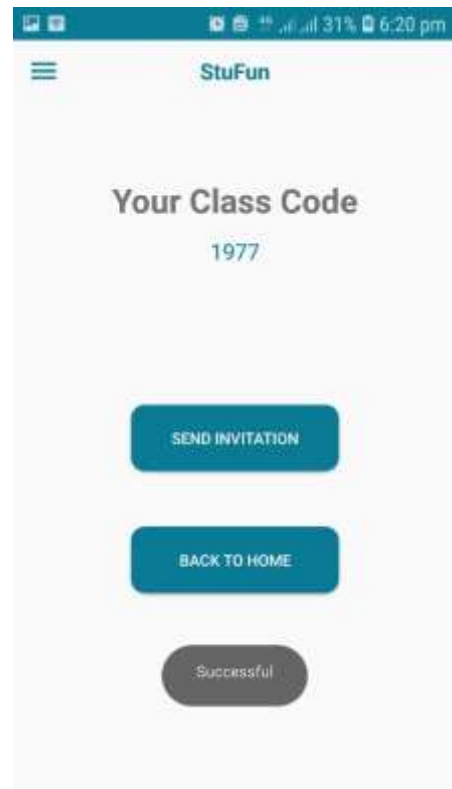 31% 6:20 pm
StuFun
Your Class Code
1977
SEND INVITATION
BACK TO HOME
Successful